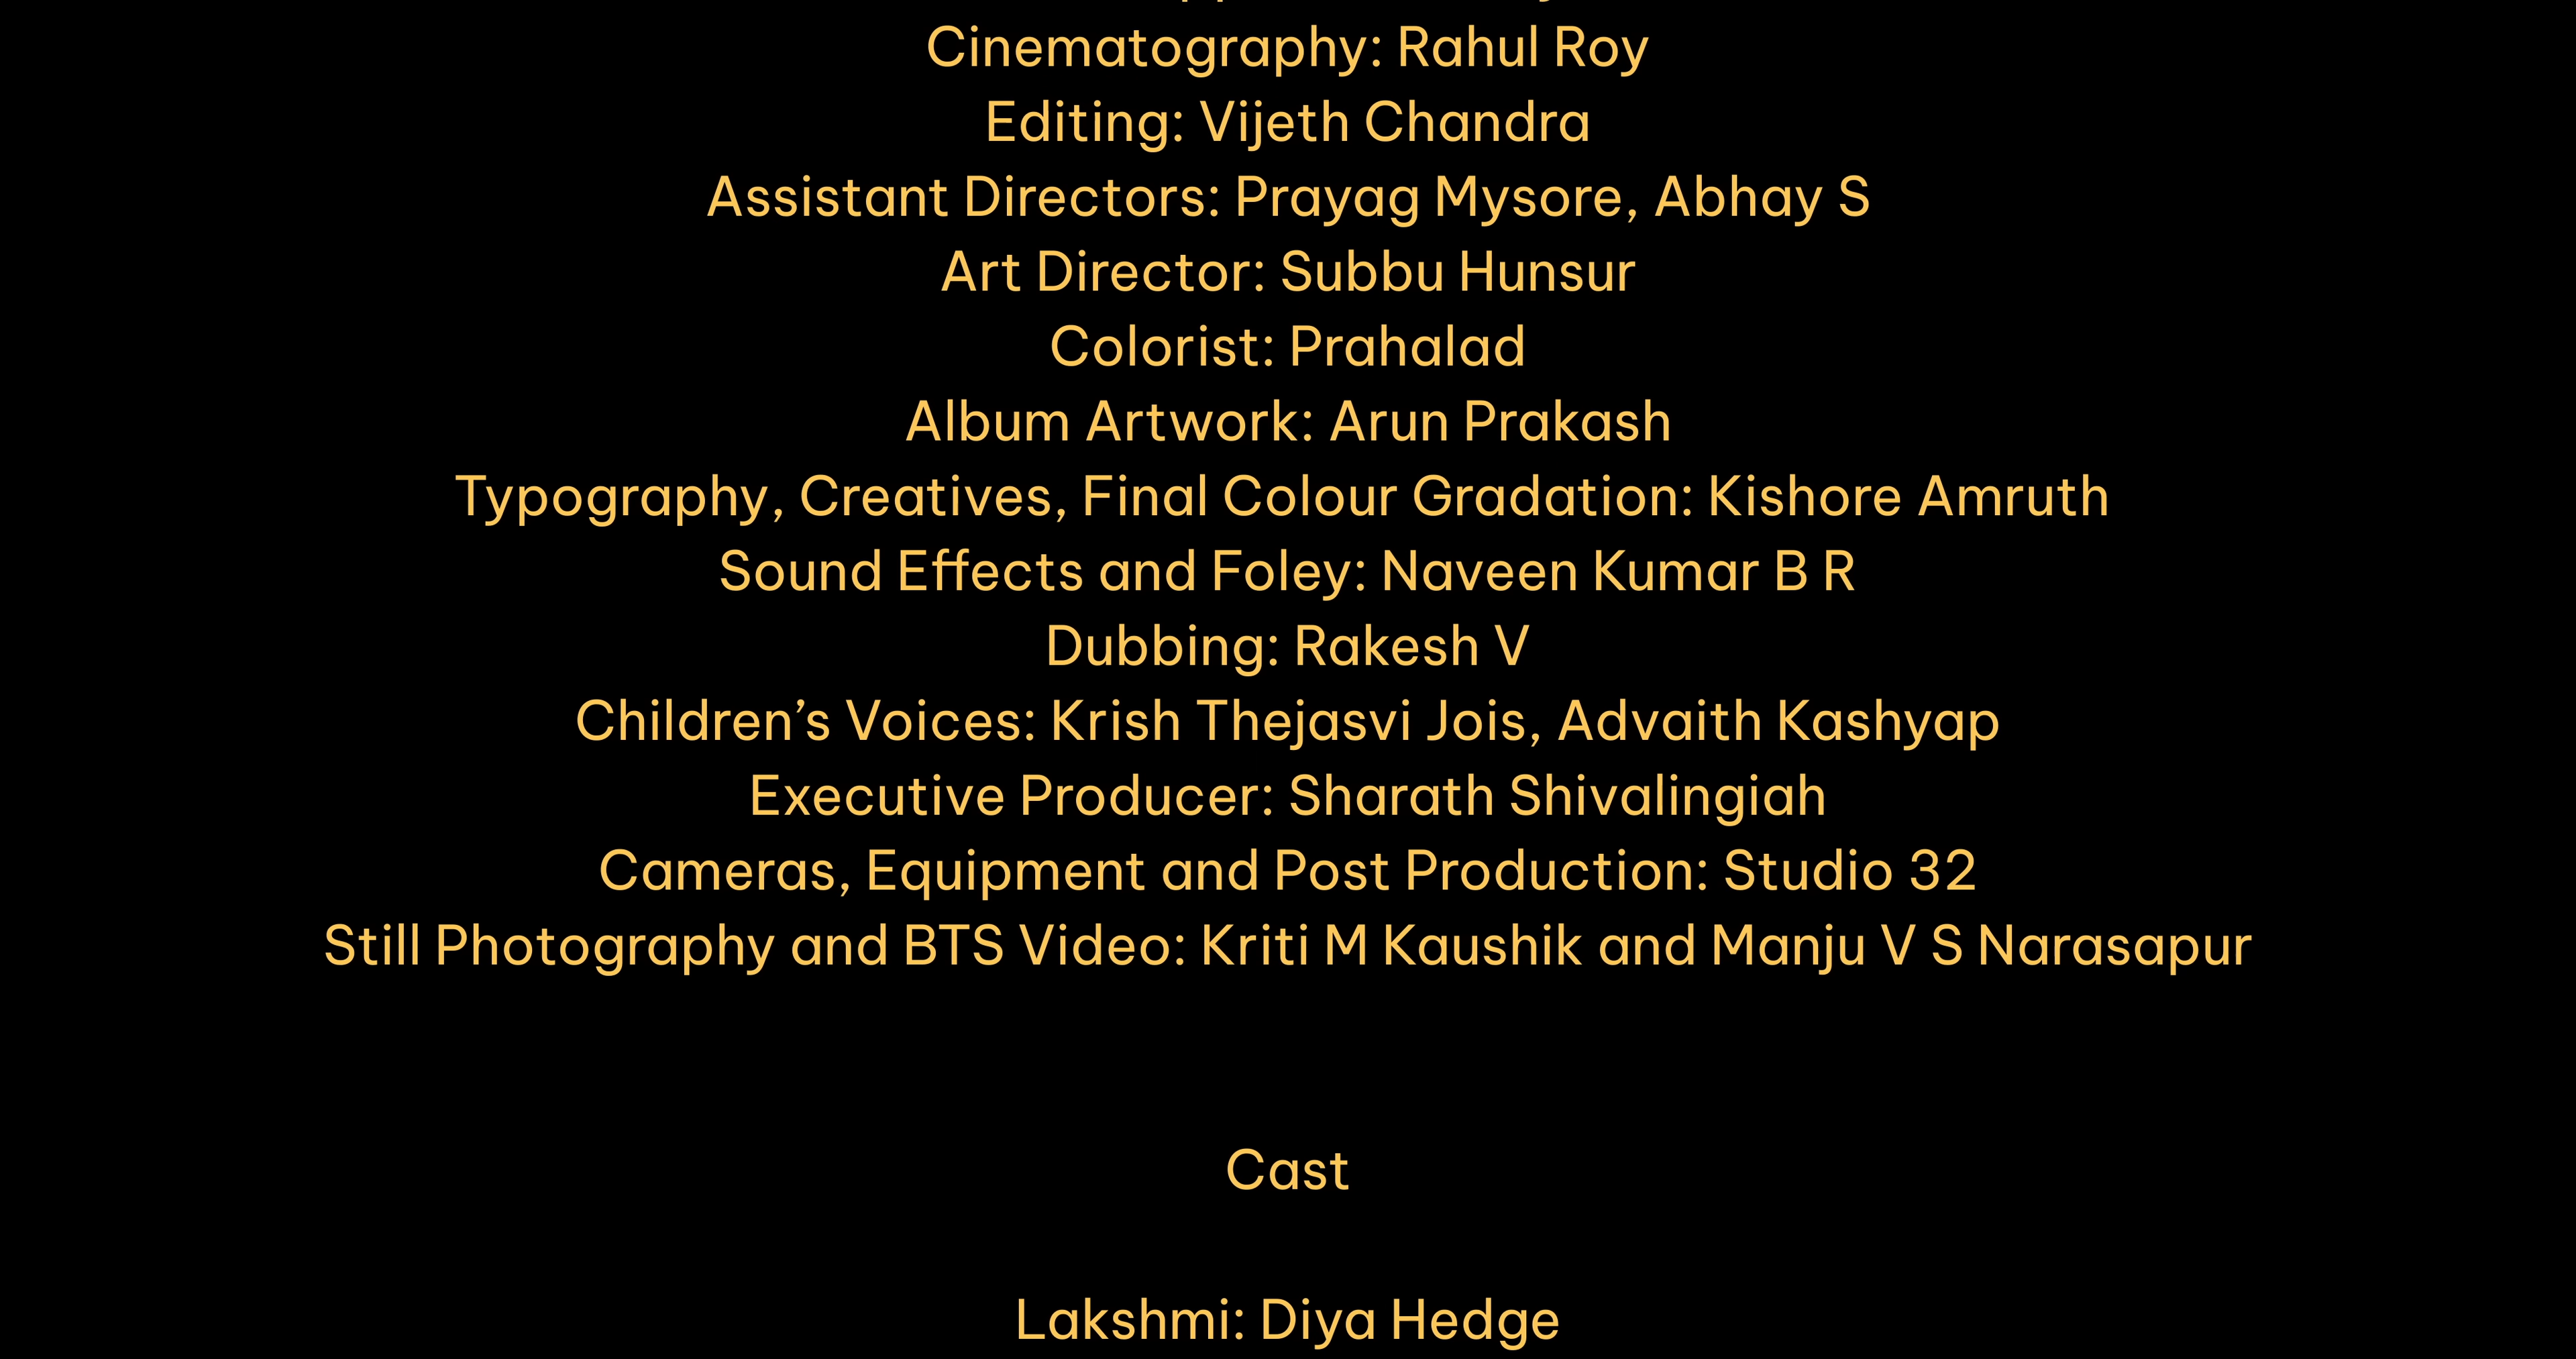 Cinematography: Rahul Roy
Editing: Vijeth Chandra
Assistant Directors: Prayag Mysore, Abhay S
Art Director: Subbu Hunsur
Colorist: Prahalad
Album Artwork: Arun Prakash
Typography, Creatives, Final Colour Gradation: Kishore Amruth
Sound Effects and Foley: Naveen Kumar B R
Dubbing: Rakesh V
Children’s Voices: Krish Thejasvi Jois, Advaith Kashyap
Executive Producer: Sharath Shivalingiah
Cameras, Equipment and Post Production: Studio 32
Still Photography and BTS Video: Kriti M Kaushik and Manju V S Narasapur
Cast
Lakshmi: Diya Hedge